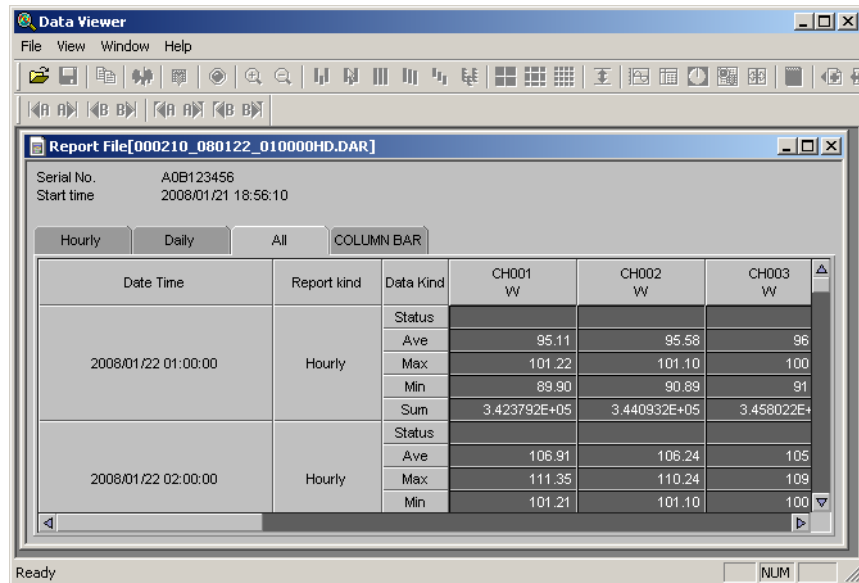 Data Viewer
File View Window Help
Report File[000210_080122_010000HD.DAR]
Serial No. A0B123456
Start time 2008/01/21 18:56:10
Hourly Daily All COLUMN BAR
Date Time Report kind Data Kind CH001 CH002 CH003
W W W
Status
Ave 95.11 95.58 96
2008/01/22 01:00:00 Hourly Max 101.22 101.10 100
Min 89.90 90.89 91
Sum 3.423792E+05 3.440932E+05 3.458022E+
Status
Ave 106.91 106.24 105
2008/01/22 02:00:00 Hourly Max 111.35 110.24 109
Min 101.21 101.10 100
Ready NUM